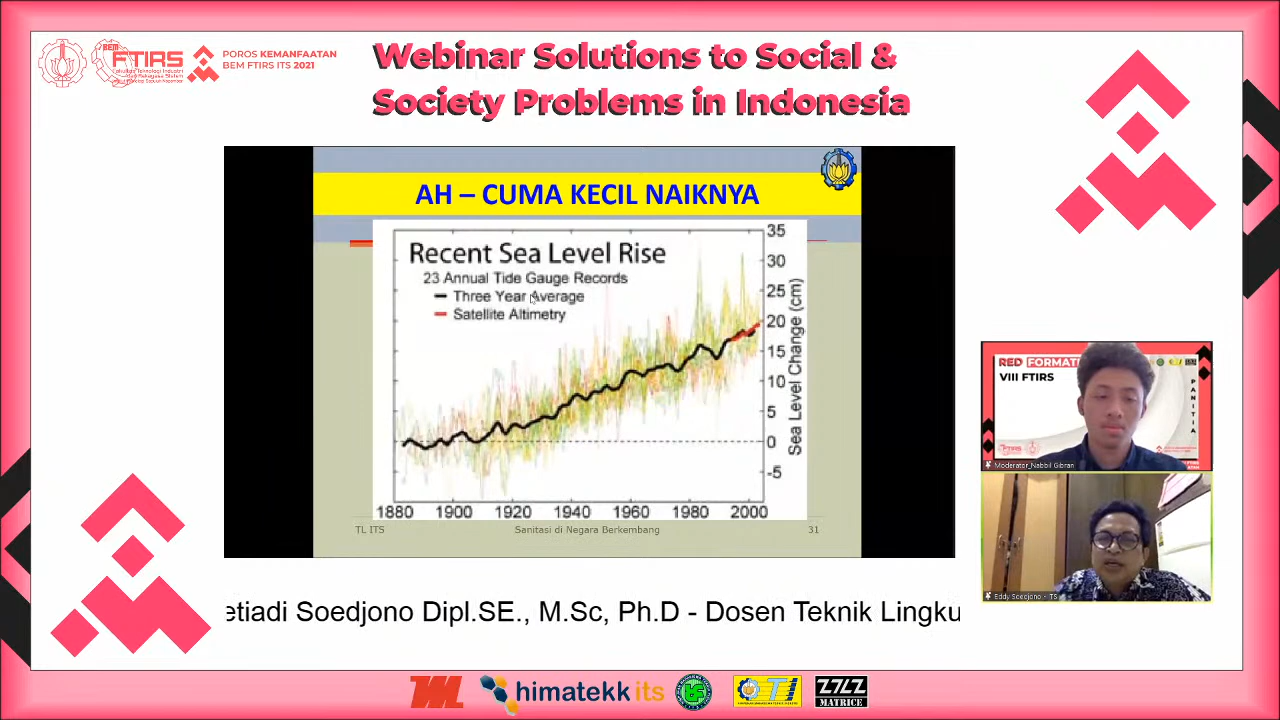 BEM
FTIRS
POROS KEMANFAATAN
BEM FTIRS ITS 2021
Webinar Solutions to Social &
Society Problems in Indonesia
AH – CUMA KECIL NAIKNYA
Recent Sea Level Rise
23 Annual Tide Gauge Records
Three Year Average
Satellite Altimetry
35
30
25
20
15
10
5
0
-5
Sea Level Change (cm)
1880 1900 1920 1940 1960 1980 2000
TL ITS Sanitasi di Negara Berkembang 31
RED FORMAT
VIII FTIRS
PANITIA
Moderator_Nabbil Gibran
Eddy Soedjono - TS
etiadi Soedjono Dipl.SE., M.Sc, Ph.D - Dosen Teknik Lingku
himatekk its
MATRICE